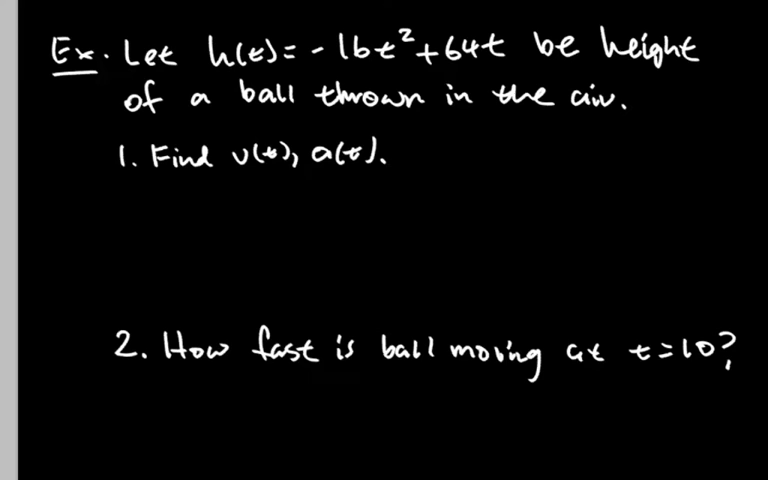 Ex. Let h(t) = -16t² + 64t be height
of a ball thrown in the air.
1. Find v(t), a(t).
2. How fast is ball moving at t=10?